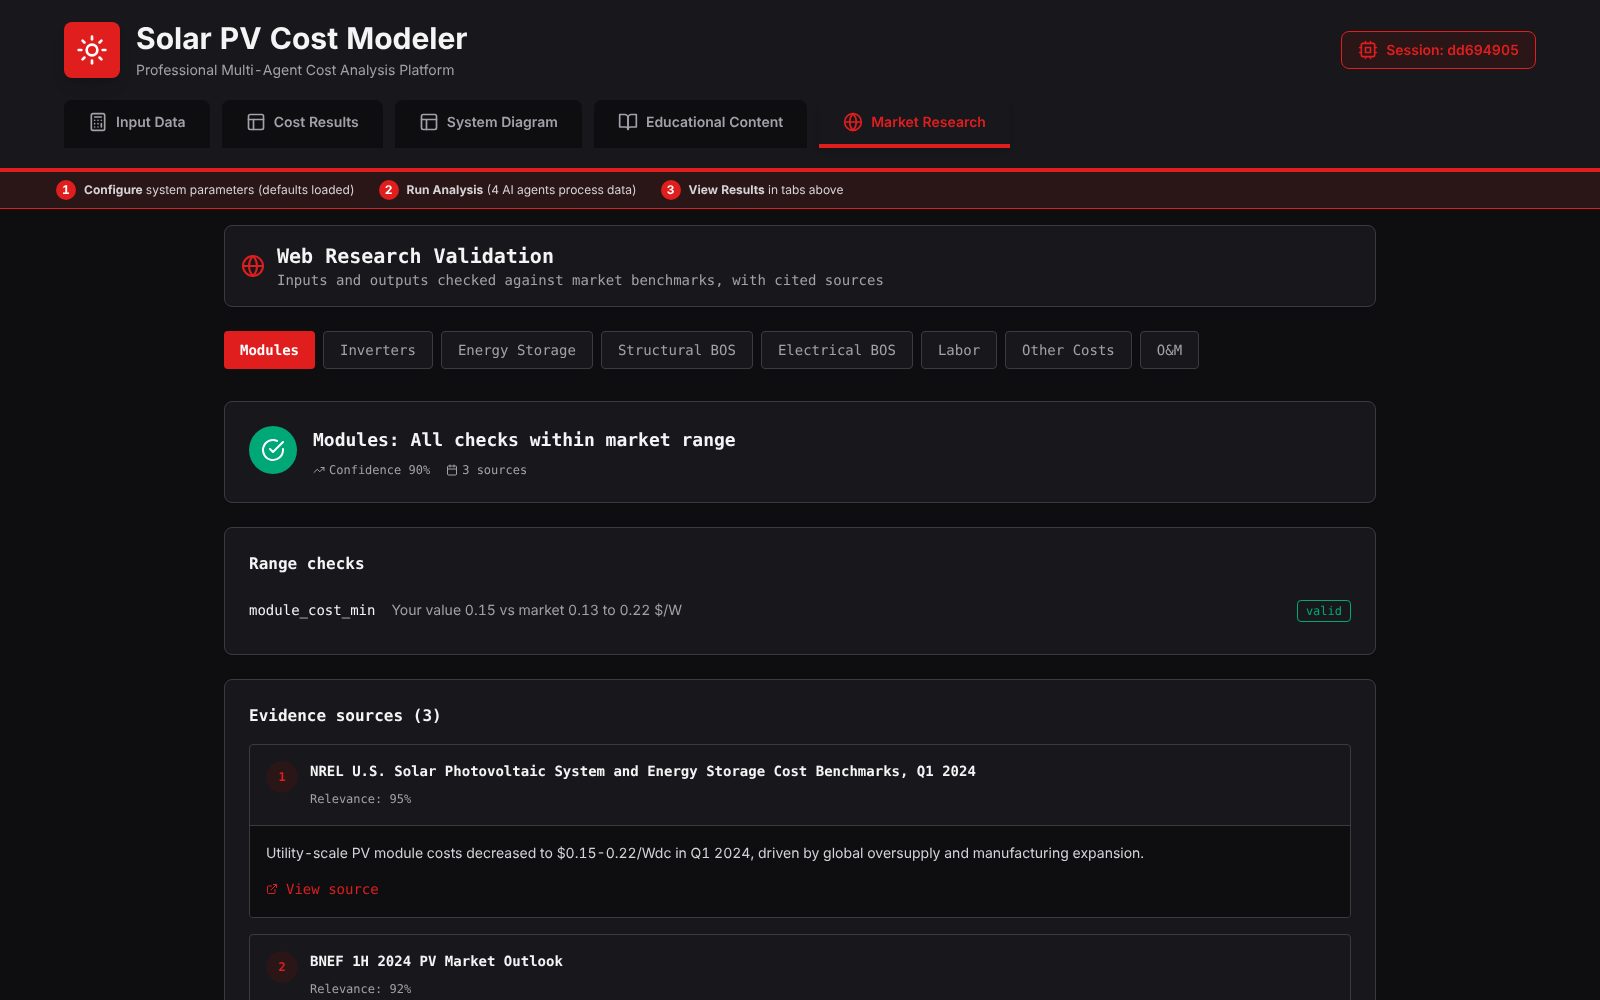 Solar PV Cost Modeler
Professional Multi-Agent Cost Analysis Platform
Session: dd694905
Input Data
Cost Results
System Diagram
Educational Content
Market Research
1 Configure system parameters (defaults loaded)
2 Run Analysis (4 AI agents process data)
3 View Results in tabs above
Web Research Validation
Inputs and outputs checked against market benchmarks, with cited sources
Modules
Inverters
Energy Storage
Structural BOS
Electrical BOS
Labor
Other Costs
O&M
Modules: All checks within market range
Confidence 90%
3 sources
Range checks
module_cost_min Your value 0.15 vs market 0.13 to 0.22 $/W
valid
Evidence sources (3)
1
NREL U.S. Solar Photovoltaic System and Energy Storage Cost Benchmarks, Q1 2024
Relevance: 95%
Utility-scale PV module costs decreased to $0.15-0.22/Wdc in Q1 2024, driven by global oversupply and manufacturing expansion.
View source
2
BNEF 1H 2024 PV Market Outlook
Relevance: 92%